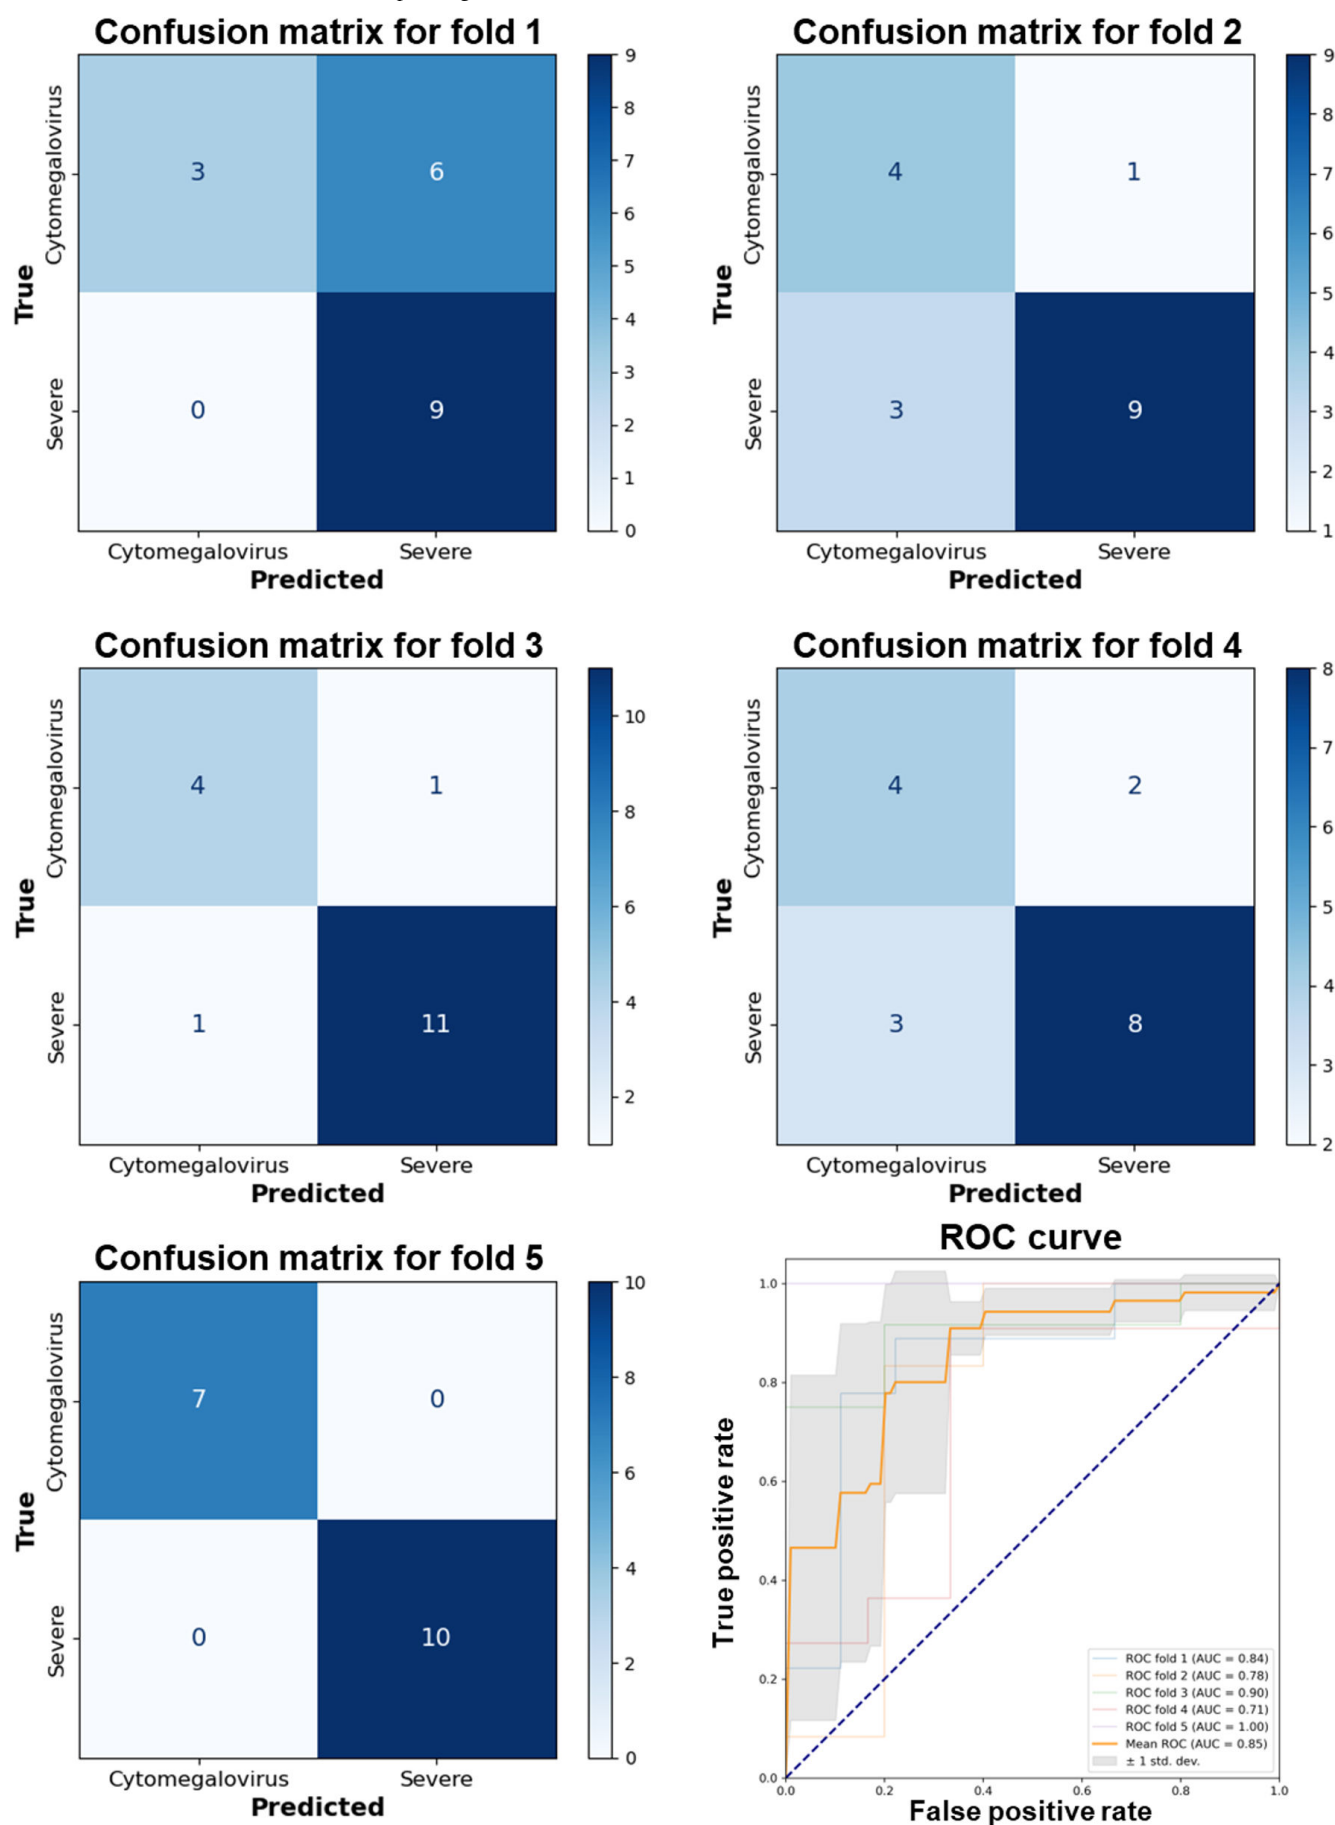 Confusion matrix for fold 1
9
8
7
6
5
4
3
2
1
0
True
Cytomegalovirus
Severe
3
6
0
9
Cytomegalovirus
Severe
Predicted
Confusion matrix for fold 2
9
8
7
6
5
4
3
2
1
True
Cytomegalovirus
Severe
4
1
3
9
Cytomegalovirus
Severe
Predicted
Confusion matrix for fold 3
10
8
6
4
2
True
Cytomegalovirus
Severe
4
1
1
11
Cytomegalovirus
Severe
Predicted
Confusion matrix for fold 4
8
7
6
5
4
3
2
True
Cytomegalovirus
Severe
4
2
3
8
Cytomegalovirus
Severe
Predicted
Confusion matrix for fold 5
10
8
6
4
2
0
True
Cytomegalovirus
Severe
7
0
0
10
Cytomegalovirus
Severe
Predicted
ROC curve
1.0
0.8
0.6
0.4
0.2
0.0
True positive rate
ROC fold 1 (AUC = 0.84)
ROC fold 2 (AUC = 0.78)
ROC fold 3 (AUC = 0.90)
ROC fold 4 (AUC = 0.71)
ROC fold 5 (AUC = 1.00)
Mean ROC (AUC = 0.85)
± 1 std. dev.
0.0
0.2
0.4
0.6
0.8
1.0
False positive rate